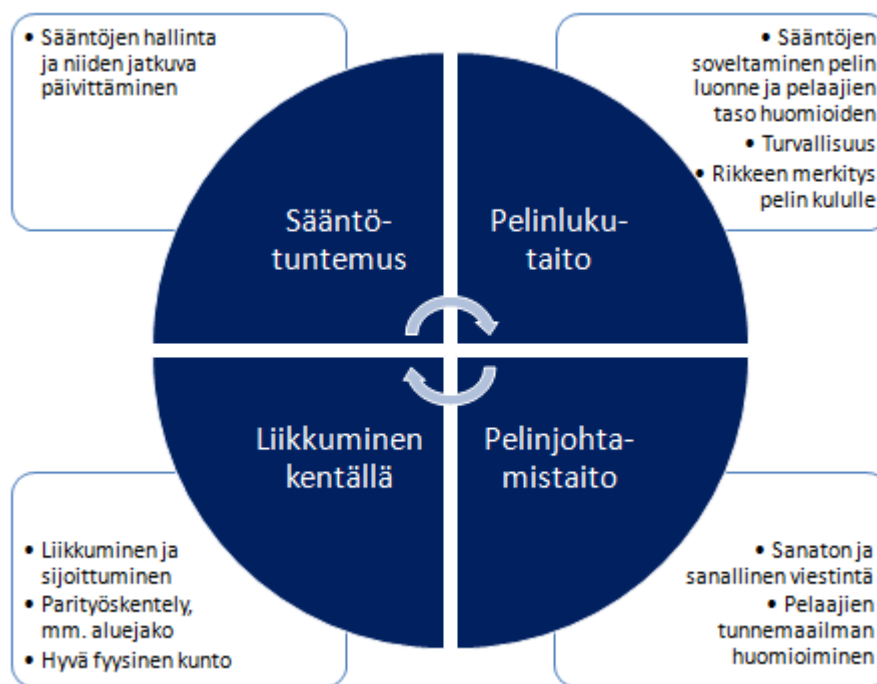 • Sääntöjen hallinta
ja niiden jatkuva
päivittäminen
• Sääntöjen
soveltaminen pelin
luonne ja pelaajien
taso huomioiden
• Turvallisuus
• Rikkeen merkitys
pelin kululle
Sääntö-
tuntemus
Pelinluku-
taito
Liikkuminen
kentällä
Pelinjohta-
mistaito
• Liikkuminen ja
sijoittuminen
• Parityöskentely,
mm. aluejako
• Hyvä fyysinen kunto
• Sanaton ja
sanallinen viestintä
• Pelaajien
tunnemaailman
huomioiminen